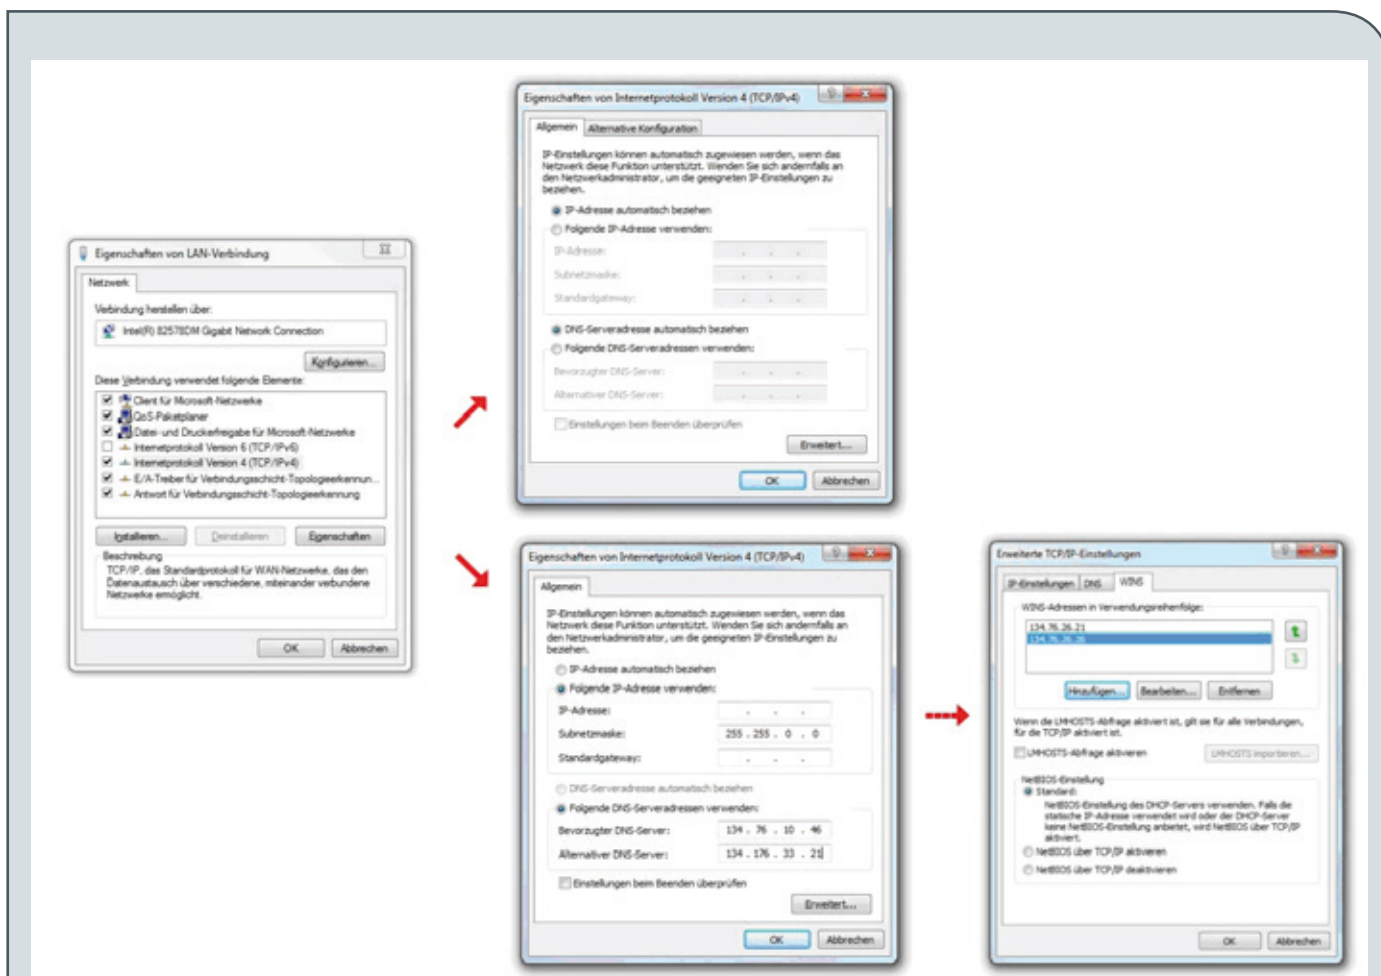 Eigenschaften von LAN-Verbindung
Netzwerk
Verbindung herstellen über:
Intel(R) 82578DM Gigabit Network Connection
Konfigurieren...
Diese Verbindung verwendet folgende Elemente:
Client für Microsoft-Netzwerke
QoS-Paketplaner
Datei- und Druckerfreigabe für Microsoft-Netzwerke
Internetprotokoll Version 6 (TCP/IPv6)
Internetprotokoll Version 4 (TCP/IPv4)
E/A-Treiber für Verbindungsschicht-Topologieerkennun...
Antwort für Verbindungsschicht-Topologieerkennung
Installieren...
Deinstallieren
Eigenschaften
Beschreibung
TCP/IP, das Standardprotokoll für WAN-Netzwerke, das den
Datenaustausch über verschiedene, miteinander verbundene
Netzwerke ermöglicht.
OK
Abbrechen
Eigenschaften von Internetprotokoll Version 4 (TCP/IPv4)
Allgemein
Alternative Konfiguration
IP-Einstellungen können automatisch zugewiesen werden, wenn das
Netzwerk diese Funktion unterstützt. Wenden Sie sich andernfalls an
den Netzwerkadministrator, um die geeigneten IP-Einstellungen zu
beziehen.
IP-Adresse automatisch beziehen
Folgende IP-Adresse verwenden:
IP-Adresse:
Subnetzmaske:
Standardgateway:
DNS-Serveradresse automatisch beziehen
Folgende DNS-Serveradressen verwenden:
Bevorzugter DNS-Server:
Alternativer DNS-Server:
Einstellungen beim Beenden überprüfen
Erweitert...
OK
Abbrechen
Eigenschaften von Internetprotokoll Version 4 (TCP/IPv4)
Allgemein
IP-Einstellungen können automatisch zugewiesen werden, wenn das
Netzwerk diese Funktion unterstützt. Wenden Sie sich andernfalls an
den Netzwerkadministrator, um die geeigneten IP-Einstellungen zu
beziehen.
IP-Adresse automatisch beziehen
Folgende IP-Adresse verwenden:
IP-Adresse:
Subnetzmaske: 255 . 255 . 0 . 0
Standardgateway:
DNS-Serveradresse automatisch beziehen
Folgende DNS-Serveradressen verwenden:
Bevorzugter DNS-Server: 134 . 76 . 10 . 46
Alternativer DNS-Server: 134 . 176 . 33 . 21
Einstellungen beim Beenden überprüfen
Erweitert...
OK
Abbrechen
Erweiterte TCP/IP-Einstellungen
IP-Einstellungen
DNS
WINS
WINS-Adressen in Verwendungsreihenfolge:
134.76.26.21
134.76.26.26
Hinzufügen...
Bearbeiten...
Entfernen
Wenn die LMHOSTS-Abfrage aktiviert ist, gilt sie für alle Verbindungen,
für die TCP/IP aktiviert ist.
LMHOSTS-Abfrage aktivieren
LMHOSTS importieren...
NetBIOS-Einstellung
Standard:
NetBIOS-Einstellung des DHCP-Servers verwenden. Falls die
statische IP-Adresse verwendet wird oder der DHCP-Server
keine NetBIOS-Einstellung anbietet, wird NetBIOS über TCP/IP
aktiviert.
NetBIOS über TCP/IP aktivieren
NetBIOS über TCP/IP deaktivieren
OK
Abbrechen